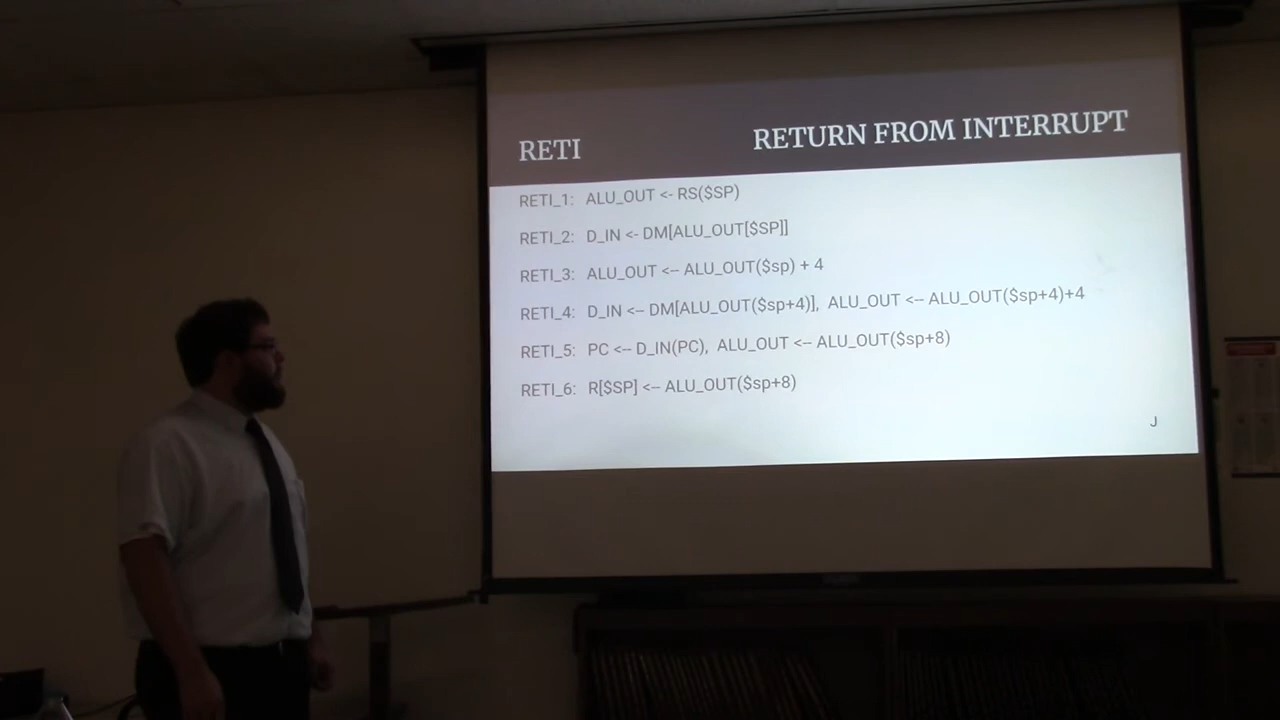 RETI RETURN FROM INTERRUPT
RETI_1: ALU_OUT <- RS($SP)
RETI_2: D_IN <- DM[ALU_OUT[$SP]]
RETI_3: ALU_OUT <-- ALU_OUT($sp) + 4
RETI_4: D_IN <-- DM[ALU_OUT($sp+4)], ALU_OUT <-- ALU_OUT($sp+4)+4
RETI_5: PC <-- D_IN(PC), ALU_OUT <-- ALU_OUT($sp+8)
RETI_6: R[$SP] <-- ALU_OUT($sp+8)
J